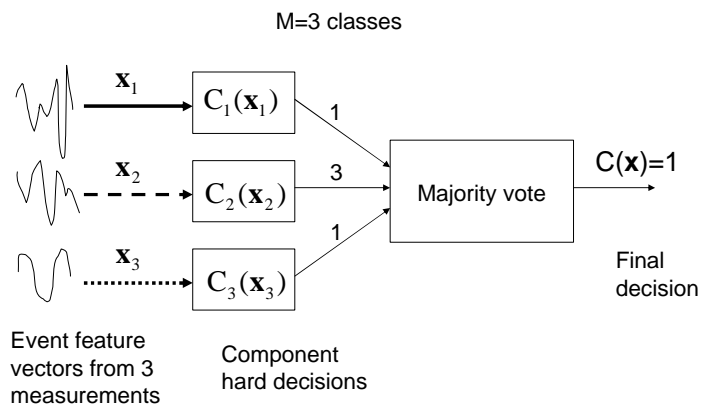 M=3 classes
x₁
C₁(x₁)
1
x₂
C₂(x₂)
3
Majority vote
C(x)=1
x₃
C₃(x₃)
1
Final
decision
Event feature
vectors from 3
measurements
Component
hard decisions